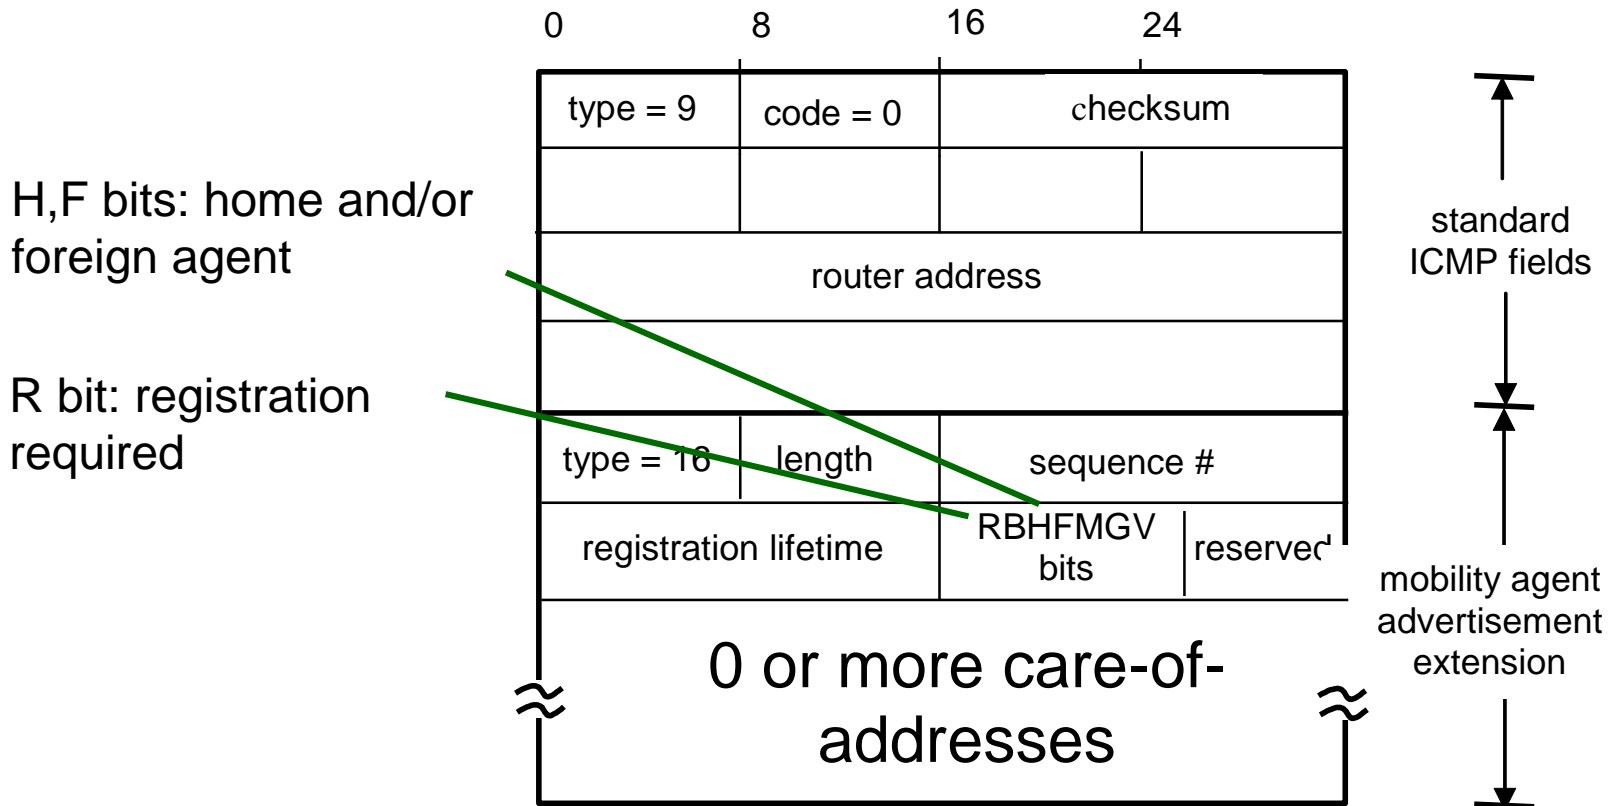 0 8 16 24
type = 9 code = 0 checksum
H,F bits: home and/or
foreign agent
standard
ICMP fields
router address
R bit: registration
required
type = 16 length sequence #
registration lifetime
RBHFMGV
bits
reserved
mobility agent
advertisement
extension
0 or more care-of-
addresses